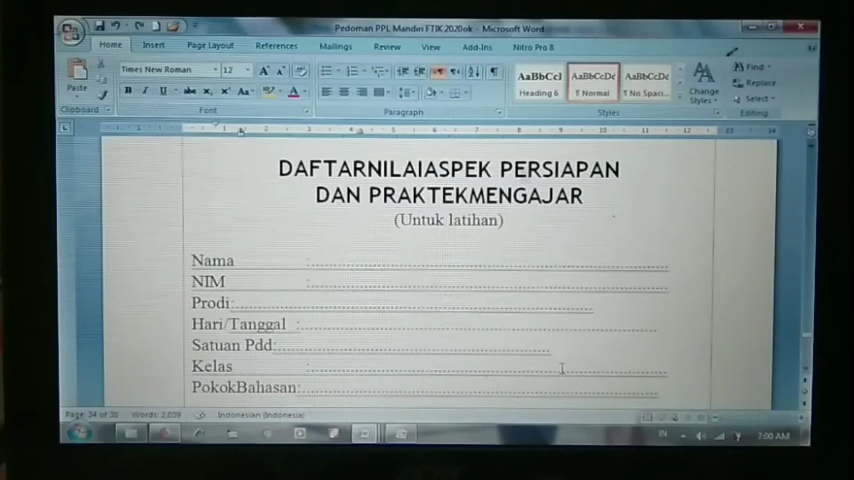 Pedoman PPL Mandiri FTIK 2020ok - Microsoft Word
Home Insert Page Layout References Mailings Review View Add-Ins Nitro Pro 8
Times New Roman 12 AaBbCcI AaBbCcDc AaBbCcDc Find
Paste Heading 6 ¶ Normal ¶ No Spaci... Change Styles Replace
Select
Clipboard Font Paragraph Styles Editing
DAFTARNILAIASPEK PERSIAPAN
DAN PRAKTEKMENGAJAR
(Untuk latihan)
Nama :
NIM :
Prodi:
Hari/Tanggal :
Satuan Pdd:
Kelas :
PokokBahasan:
Page: 34 of 38 Words: 2,039 Indonesian (Indonesia)
IN 7:00 AM